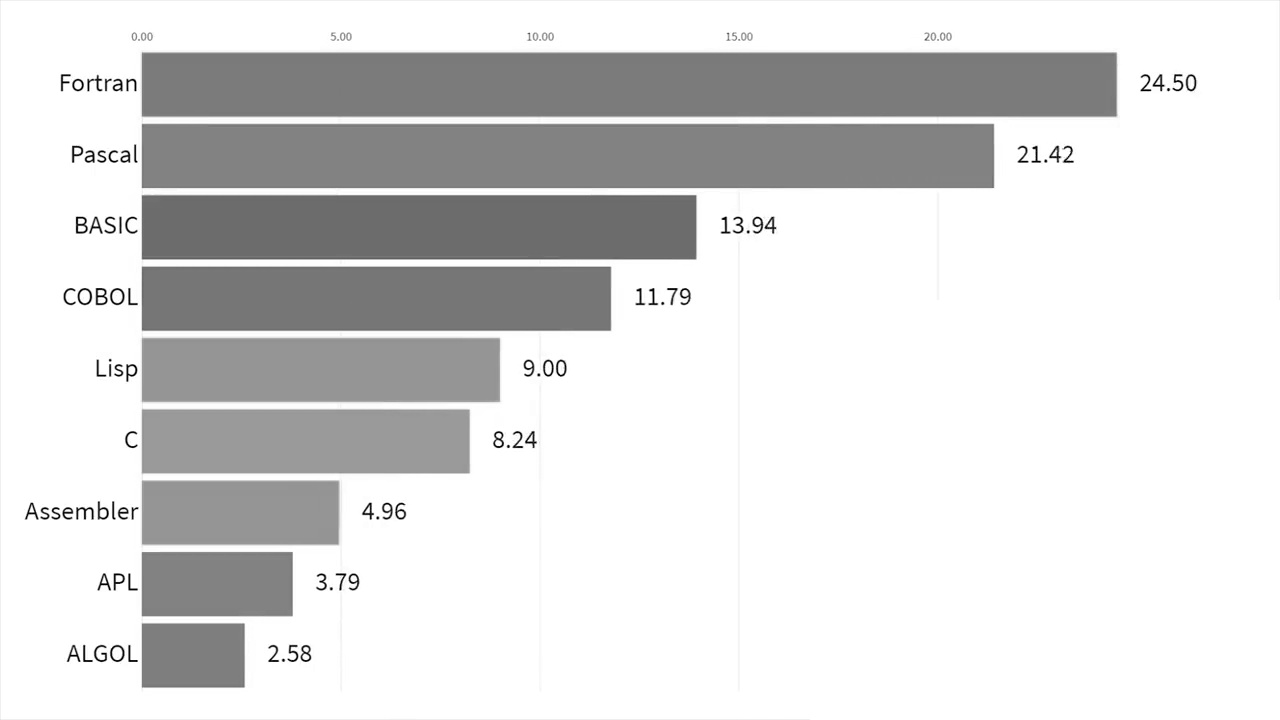 0.00 5.00 10.00 15.00 20.00
Fortran 24.50
Pascal 21.42
BASIC 13.94
COBOL 11.79
Lisp 9.00
C 8.24
Assembler 4.96
APL 3.79
ALGOL 2.58